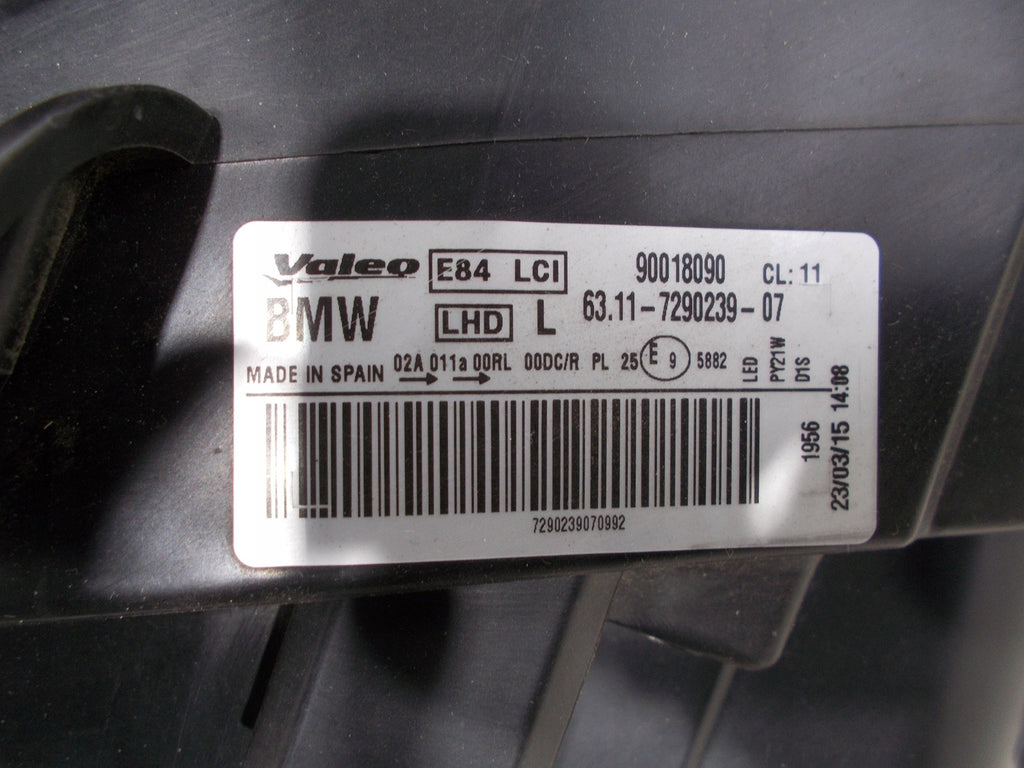 Valeo E84 LCI 90018090 CL: 11
BMW LHD L 63.11-7290239-07
MADE IN SPAIN 02A 011a 00RL 00DC/R PL 25 E 9 5882
LED
PY21W
D1S
1956
23/03/15 14:08
7290239070992